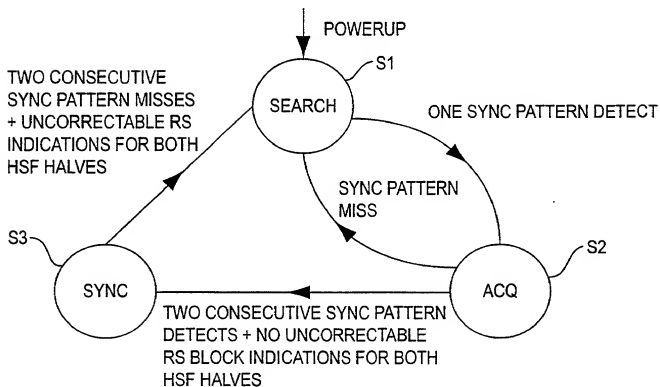 POWERUP
S1
SEARCH
TWO CONSECUTIVE
SYNC PATTERN MISSES
+ UNCORRECTABLE RS
INDICATIONS FOR BOTH
HSF HALVES
ONE SYNC PATTERN DETECT
SYNC PATTERN
MISS
S3
SYNC
S2
ACQ
TWO CONSECUTIVE SYNC PATTERN
DETECTS + NO UNCORRECTABLE
RS BLOCK INDICATIONS FOR BOTH
HSF HALVES